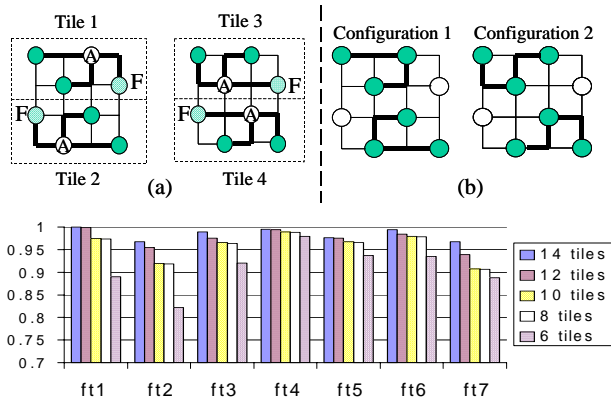 Tile 1 Tile 3 Configuration 1 Configuration 2
A F A F
F A F A
Tile 2 (a) Tile 4 (b)
1
0.95
0.9
0.85
0.8
0.75
0.7
ft1 ft2 ft3 ft4 ft5 ft6 ft7
14 tiles
12 tiles
10 tiles
8 tiles
6 tiles